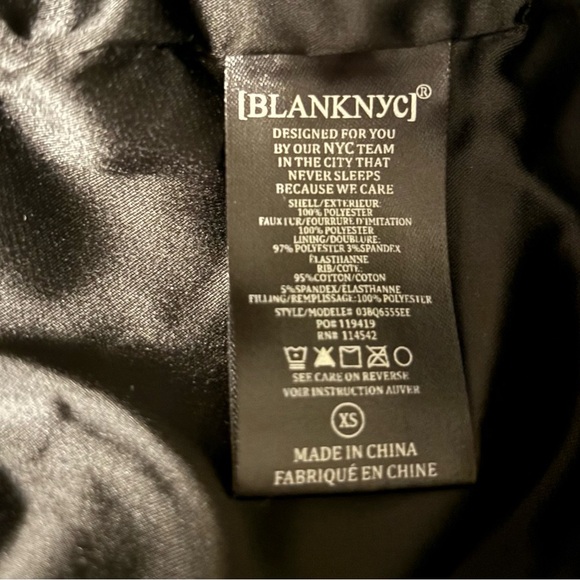 [BLANKNYC]®
DESIGNED FOR YOU
BY OUR NYC TEAM
IN THE CITY THAT
NEVER SLEEPS
BECAUSE WE CARE
SHELL/EXTERIEUR:
100% POLYESTER
FAUX FUR/FOURRURE D'IMITATION
100% POLYESTER
LINING/DOUBLURE:
97% POLYESTER 3%SPANDEX
ÉLASTHANNE
RIB/COTE:
95%COTTON/COTON
5%SPANDEX/ÉLASTHANNE
FILLING/REMPLISSAGE:100% POLYESTER
STYLE/MODELE# 03BQ6555EE
PO# 119419
RN# 114542
SEE CARE ON REVERSE
VOIR INSTRUCTION AUVER
XS
MADE IN CHINA
FABRIQUÉ EN CHINE